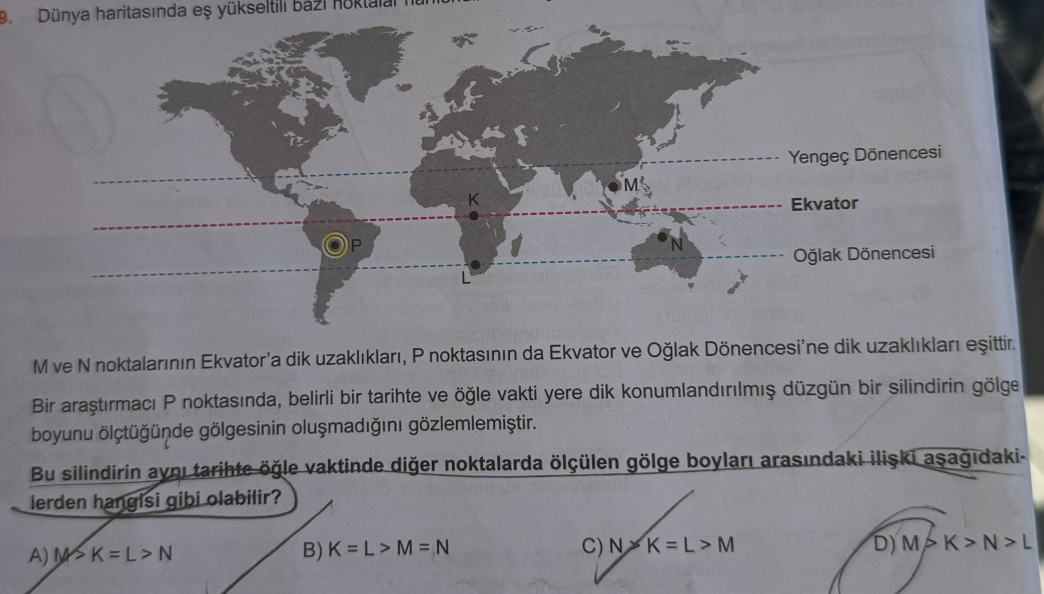 9. Dünya haritasında eş yükseltili bazı noktalar
Yengeç Dönencesi
M
K
Ekvator
P
N
Oğlak Dönencesi
L
M ve N noktalarının Ekvator'a dik uzaklıkları, P noktasının da Ekvator ve Oğlak Dönencesi'ne dik uzaklıkları eşittir.
Bir araştırmacı P noktasında, belirli bir tarihte ve öğle vakti yere dik konumlandırılmış düzgün bir silindirin gölge
boyunu ölçtüğünde gölgesinin oluşmadığını gözlemlemiştir.
Bu silindirin aynı tarihte öğle vaktinde diğer noktalarda ölçülen gölge boyları arasındaki ilişki aşağıdaki-
lerden hangisi gibi olabilir?
A) M > K = L > N
B) K = L > M = N
C) N > K = L > M
D) M > K > N > L